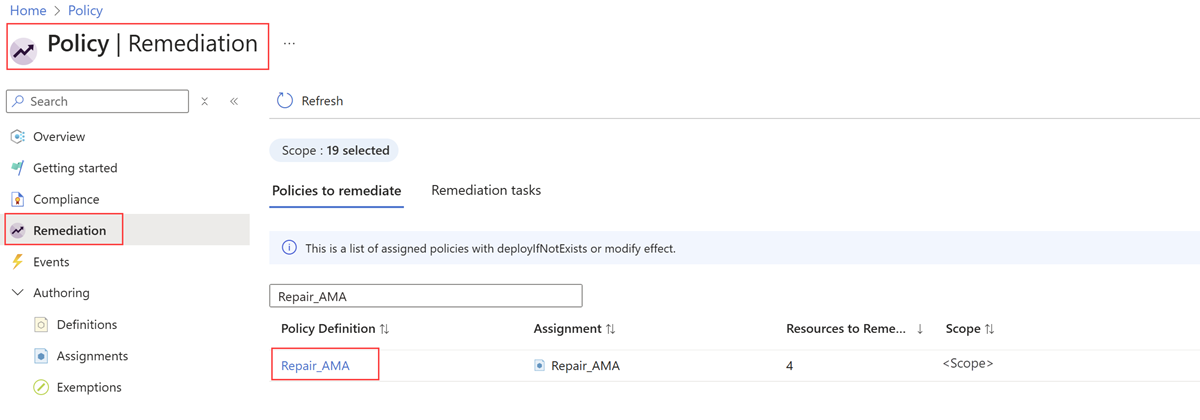 Home > Policy
Policy | Remediation ...
Search
Refresh
Overview
Getting started
Compliance
Remediation
Events
Authoring
Definitions
Assignments
Exemptions
Scope : 19 selected
Policies to remediate Remediation tasks
This is a list of assigned policies with deployIfNotExists or modify effect.
Repair_AMA
Policy Definition Assignment Resources to Reme... Scope
Repair_AMA Repair_AMA 4 <Scope>